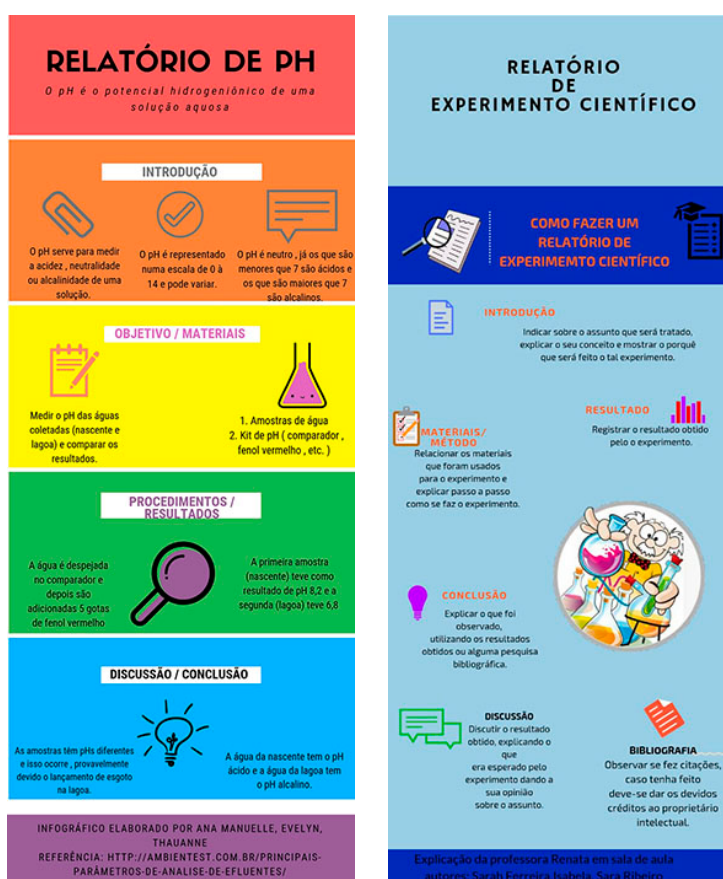 RELATÓRIO DE PH
O pH é o potencial hidrogeniônico de uma
solução aquosa
INTRODUÇÃO
O pH serve para medir
a acidez , neutralidade
ou alcalinidade de uma
solução.
O pH é representado
numa escala de 0 à
14 e pode variar.
O pH é neutro , já os que são
menores que 7 são ácidos e
os que são maiores que 7
são alcalinos.
OBJETIVO / MATERIAIS
Medir o pH das águas
coletadas (nascente e
lagoa) e comparar os
resultados.
1. Amostras de água
2. Kit de pH ( comparador ,
fenol vermelho , etc. )
PROCEDIMENTOS /
RESULTADOS
A água é despejada
no comparador e
depois são
adicionadas 5 gotas
de fenol vermelho
A primeira amostra
(nascente) teve como
resultado de pH 8,2 e a
segunda (lagoa) teve 6,8
DISCUSSÃO / CONCLUSÃO
As amostras têm pHs diferentes
e isso ocorre , provavelmente
devido o lançamento de esgoto
na lagoa.
A água da nascente tem o pH
ácido e a água da lagoa tem
o pH alcalino.
INFOGRÁFICO ELABORADO POR ANA MANUELLE, EVELYN,
THAUANNE
REFERÊNCIA: HTTP://AMBIENTEST.COM.BR/PRINCIPAIS-
PARÂMETROS-DE-ANALISE-DE-EFLUENTES/
RELATÓRIO
DE
EXPERIMENTO CIENTÍFICO
COMO FAZER UM
RELATÓRIO DE
EXPERIMEMTO CIENTÍFICO
INTRODUÇÃO
Indicar sobre o assunto que será tratado,
explicar o seu conceito e mostrar o porquê
que será feito o tal experimento.
MATERIAIS/
MÉTODO
Relacionar os materiais
que foram usados
para o experimento e
explicar passo a passo
como se faz o experimento.
RESULTADO
Registrar o resultado obtido
pelo o experimento.
CONCLUSÃO
Explicar o que foi
observado,
utilizando os resultados
obtidos ou alguma pesquisa
bibliográfica.
DISCUSSÃO
Discutir o resultado
obtido, explicando o
que
era esperado pelo
experimento dando a
sua opinião
sobre o assunto.
BIBLIOGRAFIA
Observar se fez citações,
caso tenha feito
deve-se dar os devidos
créditos ao proprietário
intelectual.
Explicação da professora Renata em sala de aula
autores: Sarah Ferreira Isabela, Sara Ribeiro